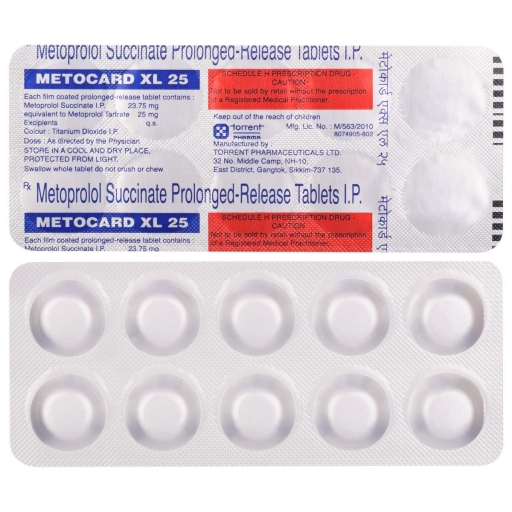 Metoprolol Succinate Prolonged-Release Tablets I.P.
METOCARD XL 25
Each film coated prolonged-release tablet contains :
Metoprolol Succinate I.P. 23.75 mg
equivalent to Metoprolol Tartrate 25 mg
Excipients q.s.
Colour : Titanium Dioxide I.P.
Dose : As directed by the Physician
STORE IN A COOL AND DRY PLACE,
PROTECTED FROM LIGHT.
Swallow whole tablet do not crush or chew
SCHEDULE H PRESCRIPTION DRUG -
CAUTION
Not to be sold by retail without the prescription
of a Registered Medical Practitioner.
Keep out of the reach of children
torrent
PHARMA
Mfg. Lic. No. : M/563/2010
8074905-802
Manufactured by :
TORRENT PHARMACEUTICALS LTD.
32 No. Middle Camp, NH-10,
East District, Gangtok, Sikkim-737 135.
मेटोकार्ड एक्स एल २५
Rx Metoprolol Succinate Prolonged-Release Tablets I.P.
METOCARD XL 25
Each film coated prolonged-release tablet contains :
Metoprolol Succinate I.P. 23.75 mg
SCHEDULE H PRESCRIPTION DRUG -
CAUTION
Not to be sold by retail without the prescription
of a Registered Medical Practitioner.
मेटोकार्ड ए